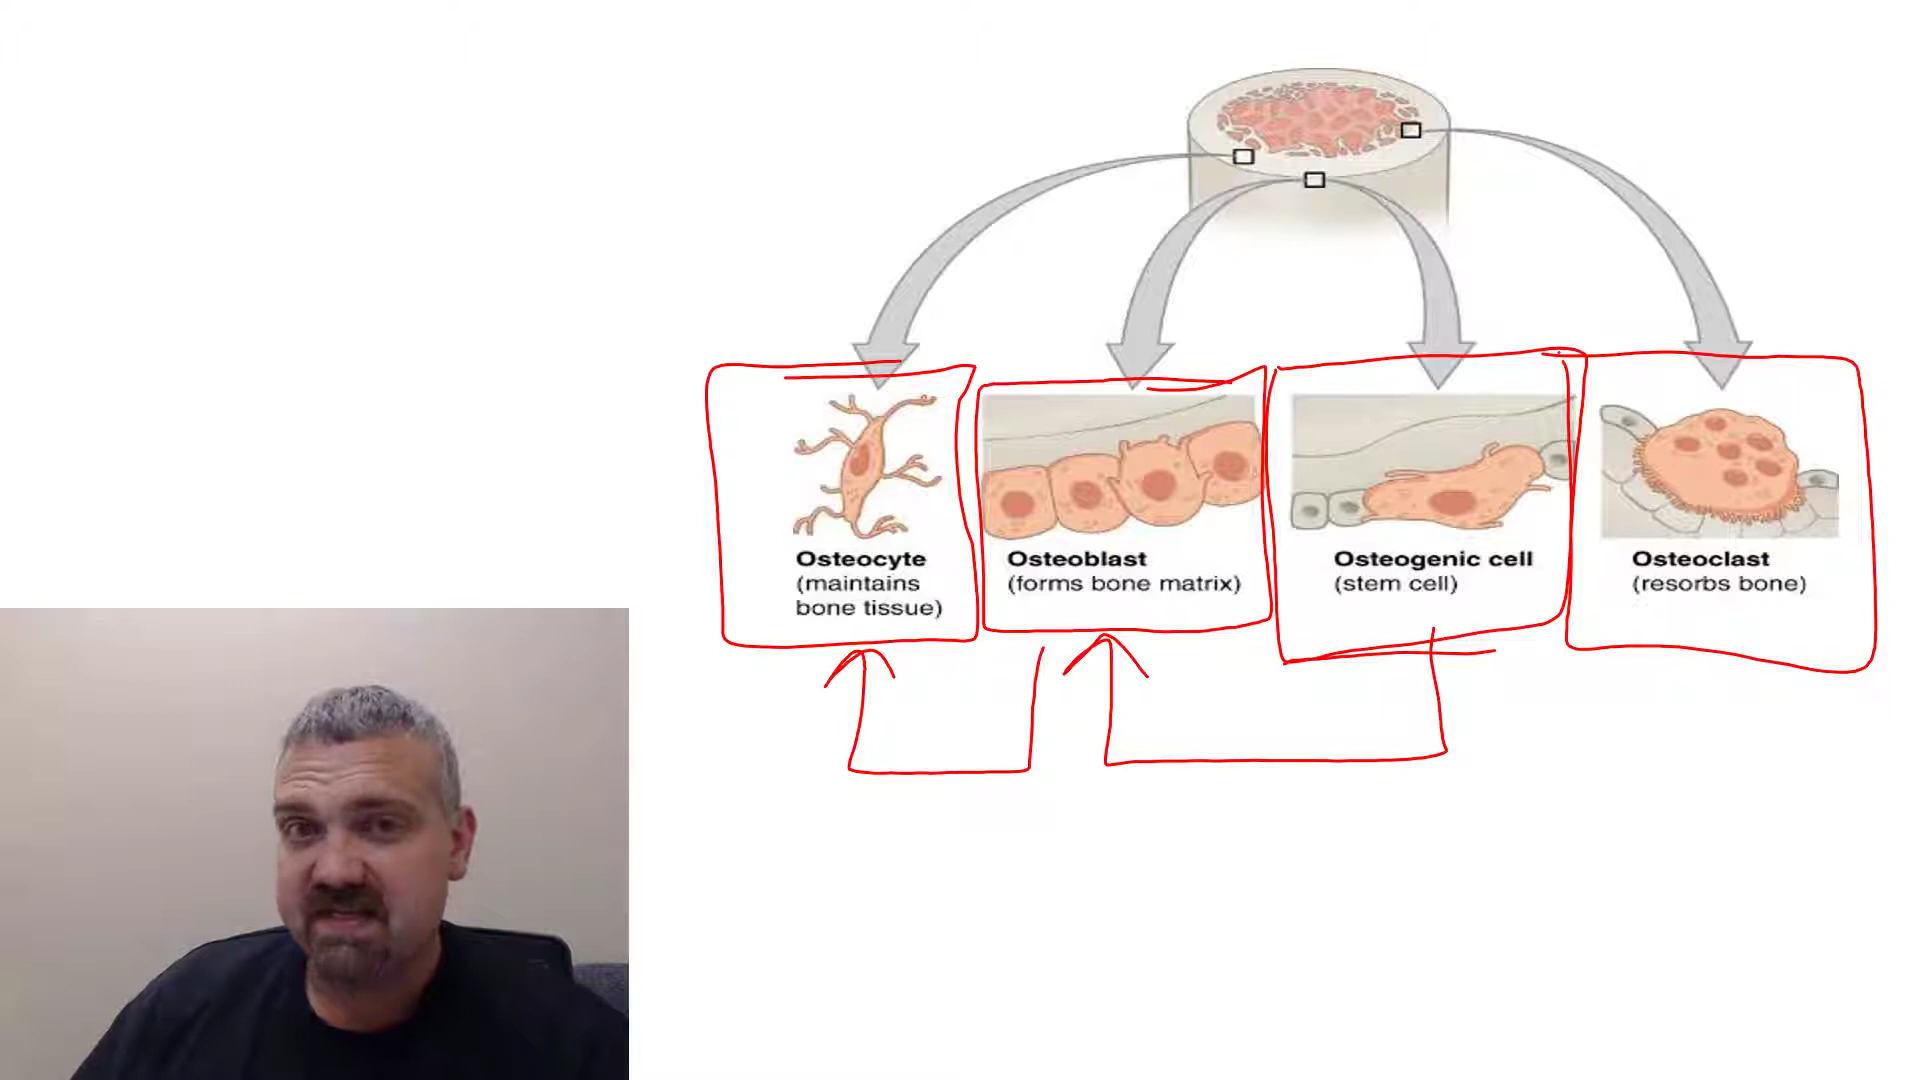 Osteocyte
(maintains
bone tissue)
Osteoblast
(forms bone matrix)
Osteogenic cell
(stem cell)
Osteoclast
(resorbs bone)